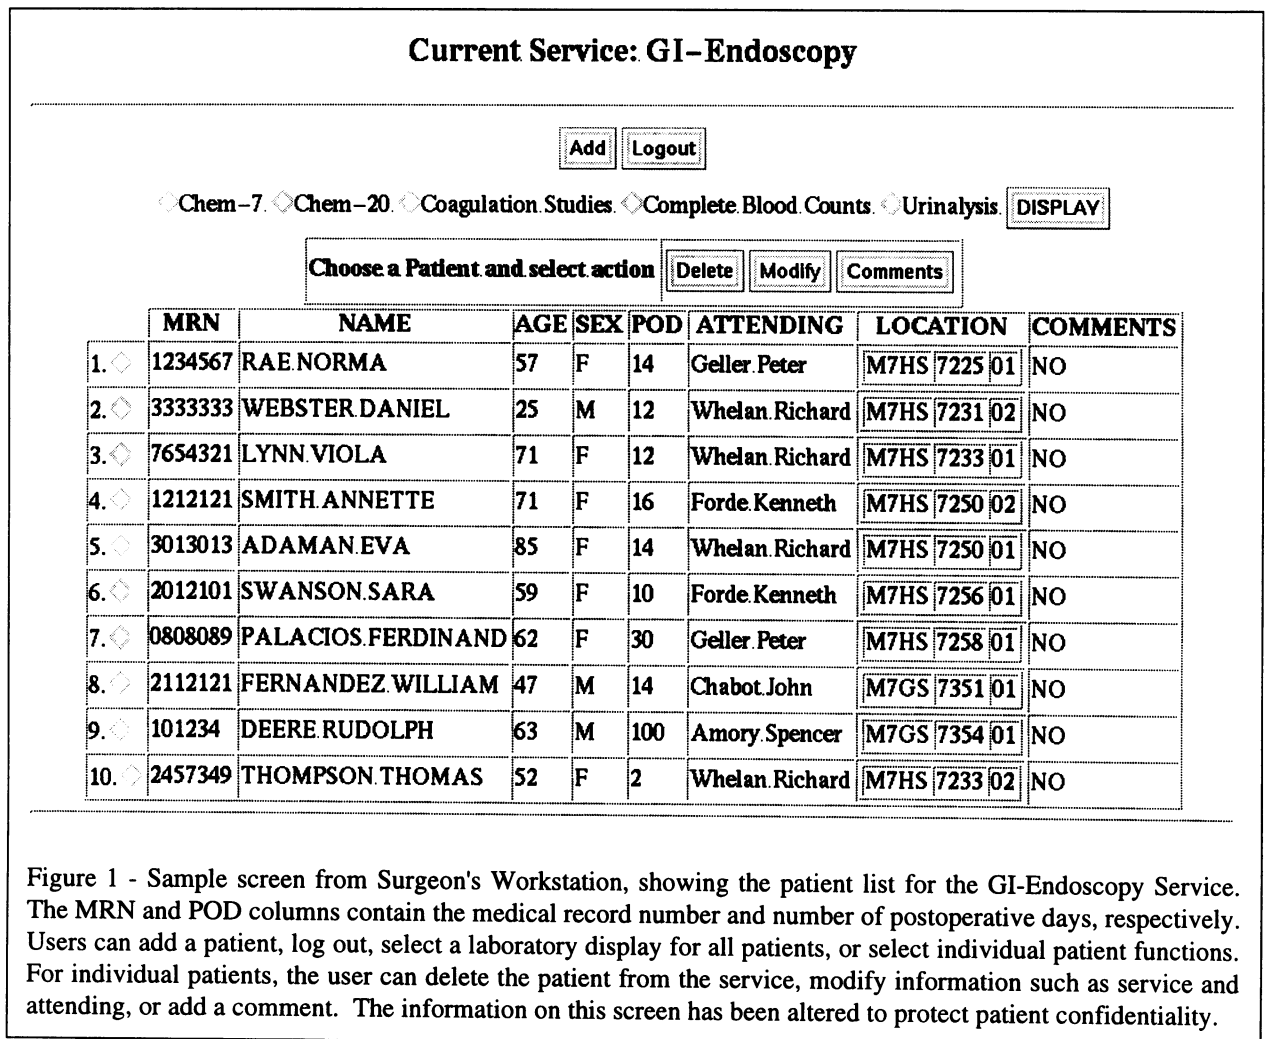 Current Service: GI-Endoscopy
Add Logout
Chem-7. Chem-20. Coagulation.Studies. Complete.Blood.Counts. Urinalysis. DISPLAY
Choose a Patient and select action Delete Modify Comments
MRN NAME AGE SEX POD ATTENDING LOCATION COMMENTS
1. 1234567 RAE.NORMA 57 F 14 Geller.Peter M7HS 7225 01 NO
2. 3333333 WEBSTER.DANIEL 25 M 12 Whelan.Richard M7HS 7231 02 NO
3. 7654321 LYNN.VIOLA 71 F 12 Whelan.Richard M7HS 7233 01 NO
4. 1212121 SMITH.ANNETTE 71 F 16 Forde.Kenneth M7HS 7250 02 NO
5. 3013013 ADAMAN.EVA 85 F 14 Whelan.Richard M7HS 7250 01 NO
6. 2012101 SWANSON.SARA 59 F 10 Forde.Kenneth M7HS 7256 01 NO
7. 0808089 PALACIOS.FERDINAND 62 F 30 Geller.Peter M7HS 7258 01 NO
8. 2112121 FERNANDEZ.WILLIAM 47 M 14 Chabot.John M7GS 7351 01 NO
9. 101234 DEERE.RUDOLPH 63 M 100 Amory.Spencer M7GS 7354 01 NO
10. 2457349 THOMPSON.THOMAS 52 F 2 Whelan.Richard M7HS 7233 02 NO
Figure 1 - Sample screen from Surgeon's Workstation, showing the patient list for the GI-Endoscopy Service.
The MRN and POD columns contain the medical record number and number of postoperative days, respectively.
Users can add a patient, log out, select a laboratory display for all patients, or select individual patient functions.
For individual patients, the user can delete the patient from the service, modify information such as service and
attending, or add a comment. The information on this screen has been altered to protect patient confidentiality.